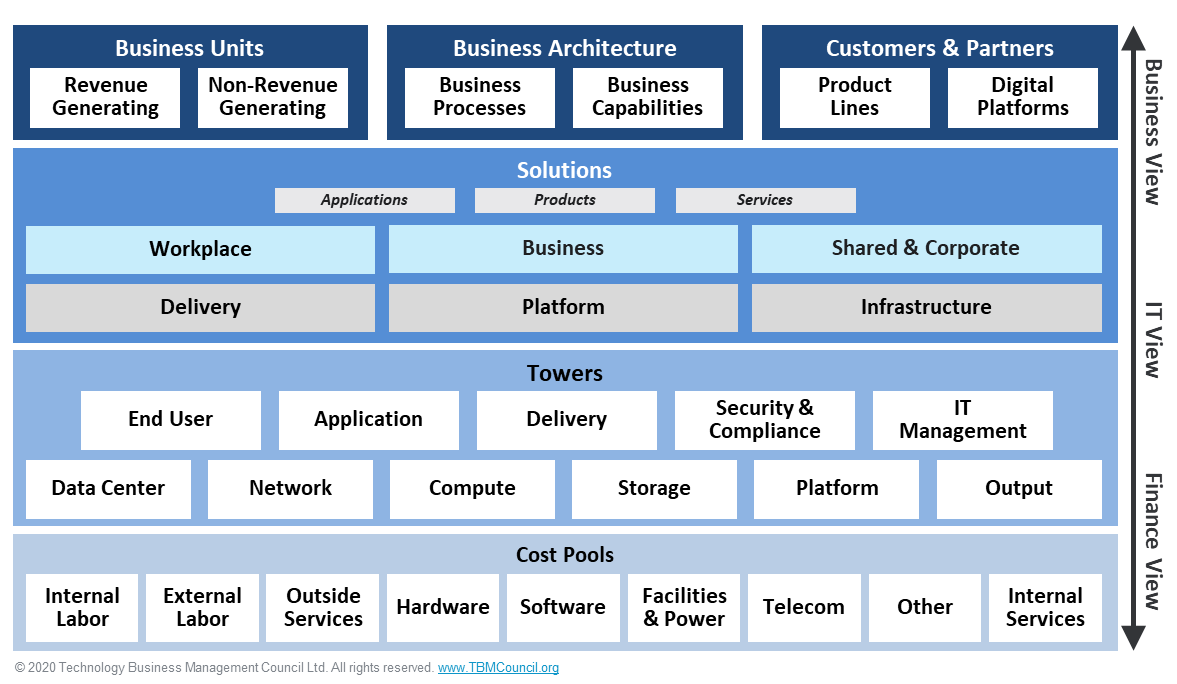 Business Units
Business Architecture
Customers & Partners
Revenue
Generating
Non-Revenue
Generating
Business
Processes
Business
Capabilities
Product
Lines
Digital
Platforms
Business View
Solutions
Applications
Products
Services
Workplace
Business
Shared & Corporate
Delivery
Platform
Infrastructure
IT View
Towers
End User
Application
Delivery
Security &
Compliance
IT
Management
Data Center
Network
Compute
Storage
Platform
Output
Finance View
Cost Pools
Internal
Labor
External
Labor
Outside
Services
Hardware
Software
Facilities
& Power
Telecom
Other
Internal
Services
© 2020 Technology Business Management Council Ltd. All rights reserved. www.TBMCouncil.org